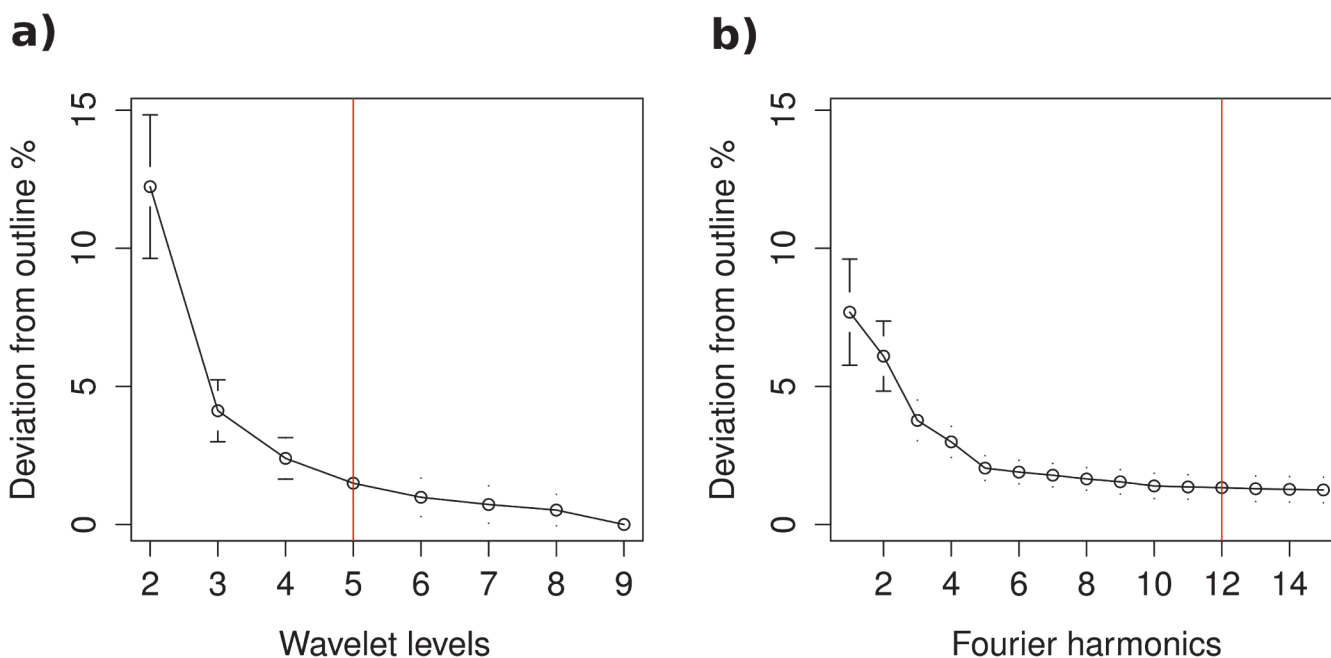 a)
Deviation from outline %
15
10
5
0
2 3 4 5 6 7 8 9
Wavelet levels
b)
Deviation from outline %
15
10
5
0
2 4 6 8 10 12 14
Fourier harmonics